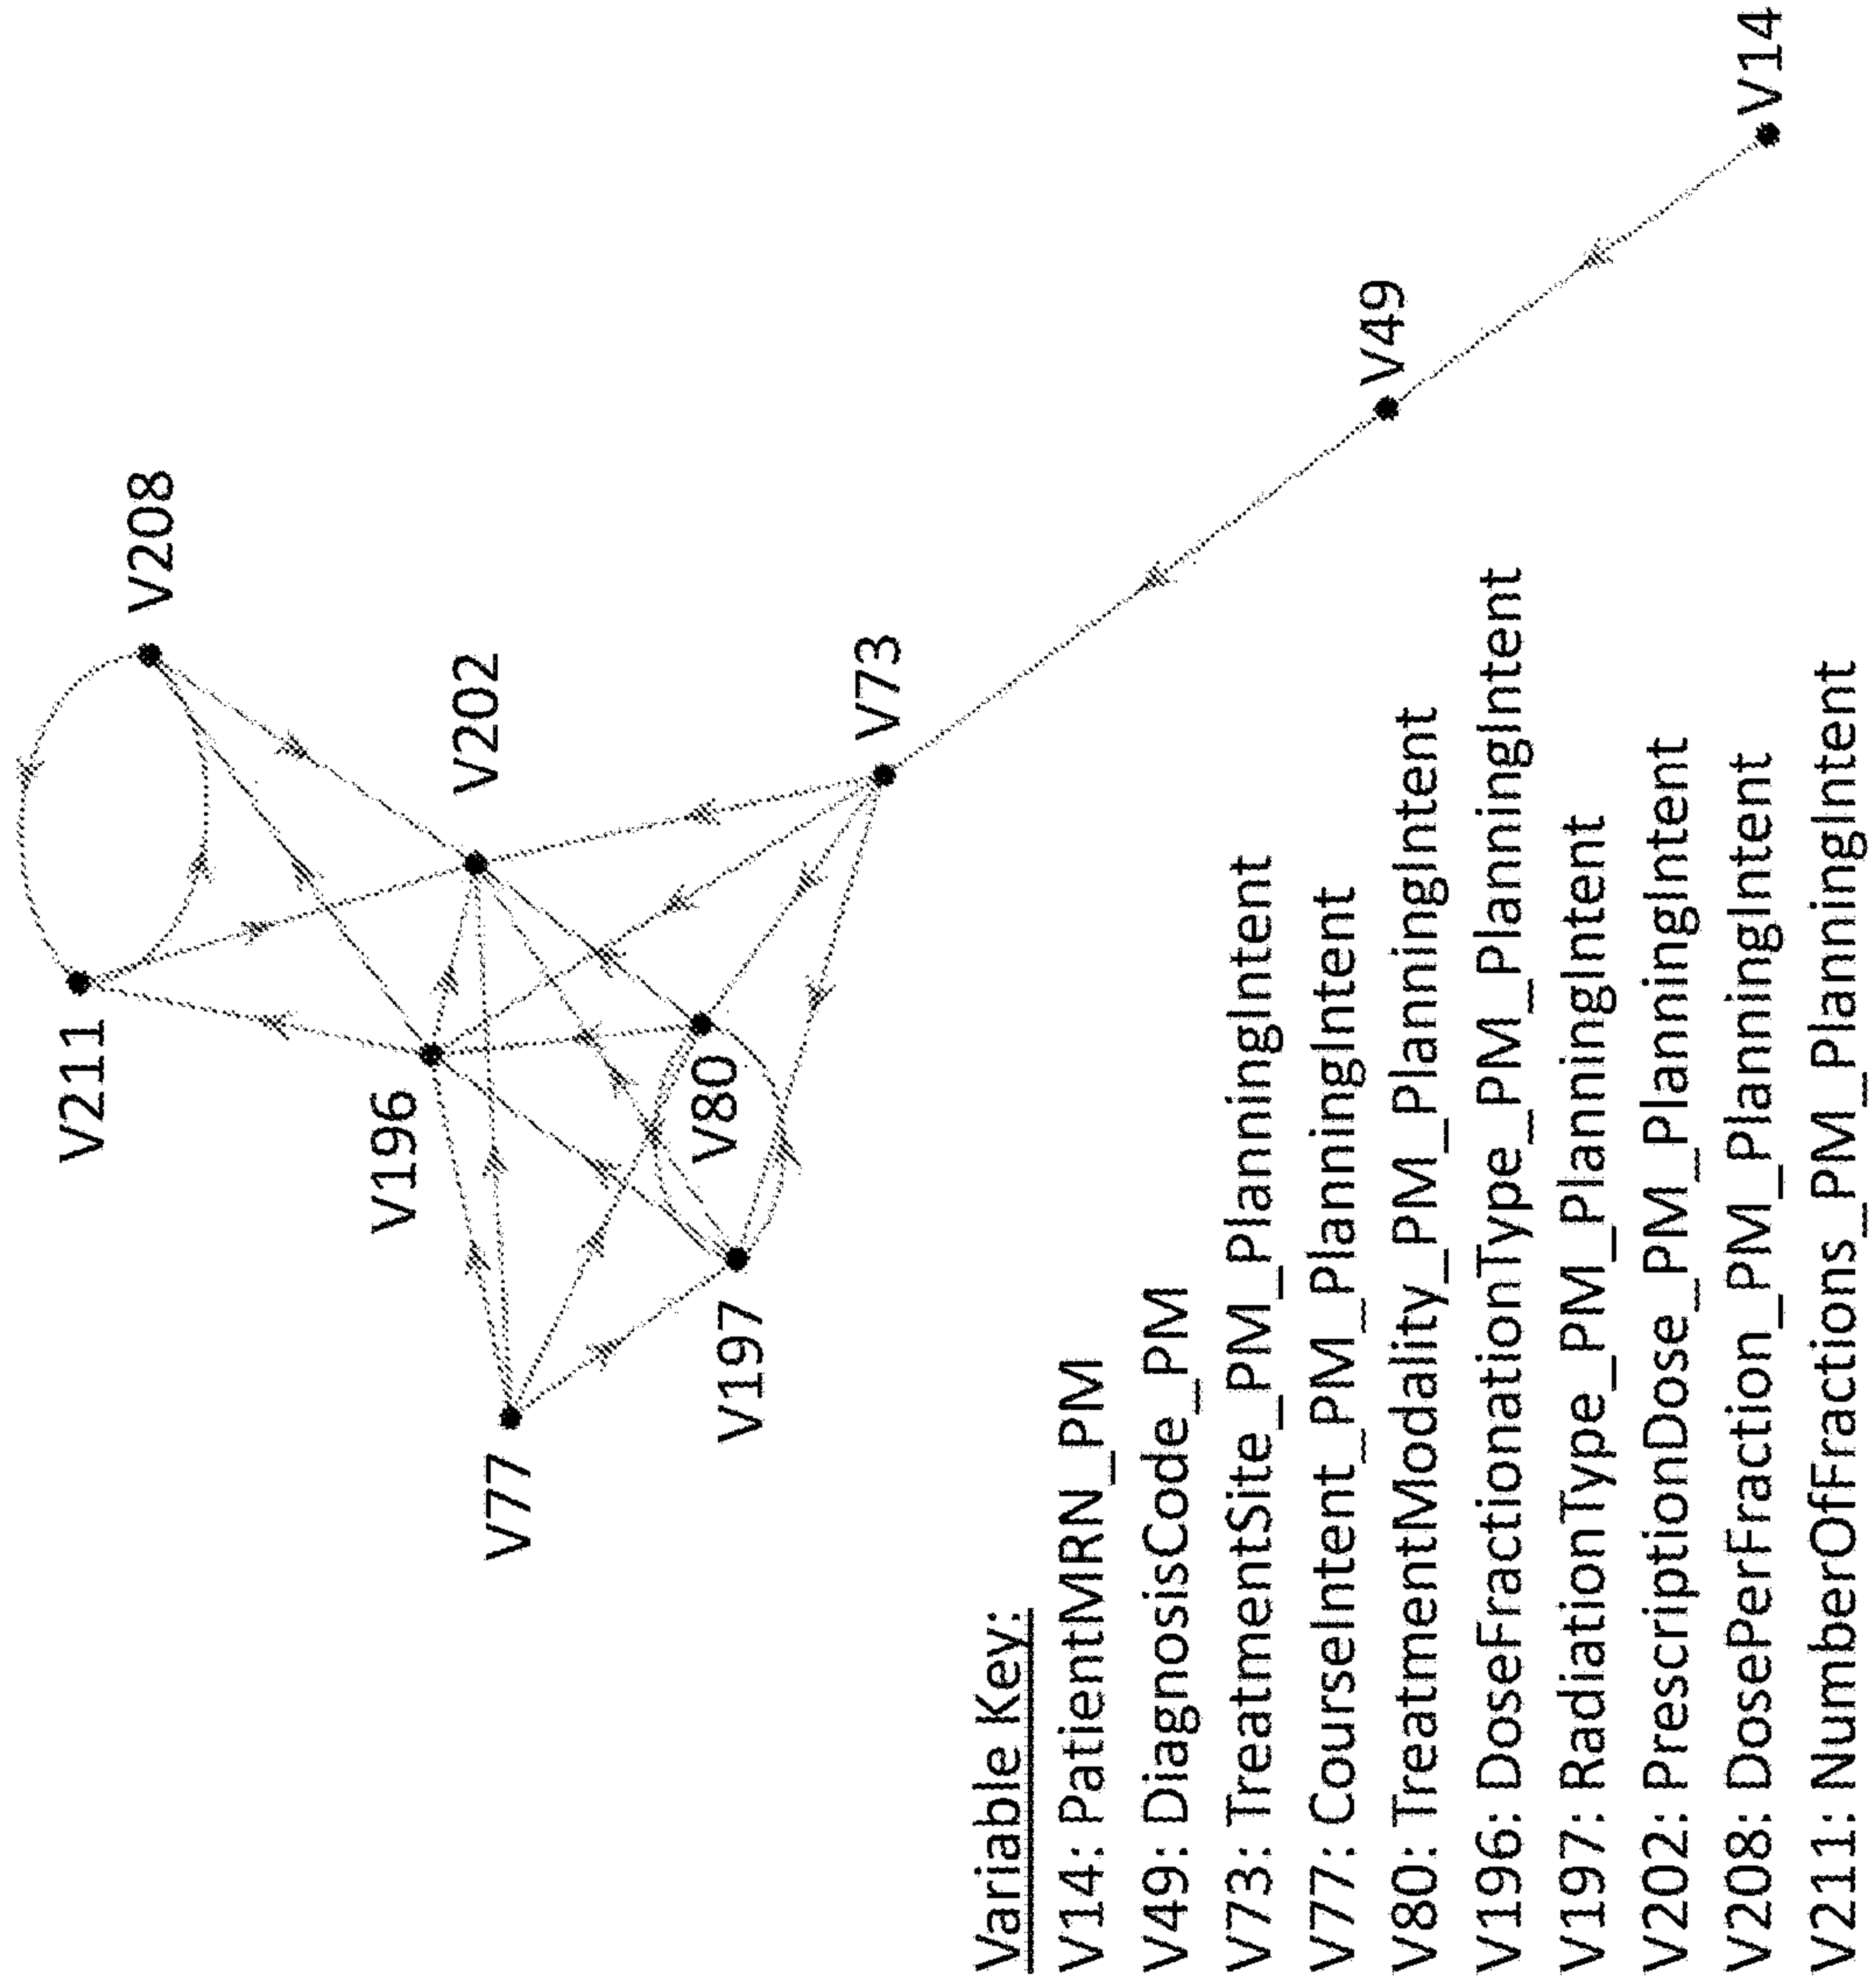 V77
V197
V196
V211
V80
V202
V208
V73
V49
V14
Variable Key:
V14: PatientMRN_PM
V49: DiagnosisCode_PM
V73: TreatmentSite_PM_PlanningIntent
V77: CourseIntent_PM_PlanningIntent
V80: TreatmentModality_PM_PlanningIntent
V196: DoseFractionationType_PM_PlanningIntent
V197: RadiationType_PM_PlanningIntent
V202: PrescriptionDose_PM_PlanningIntent
V208: DosePerFraction_PM_PlanningIntent
V211: NumberOfFractions_PM_PlanningIntent